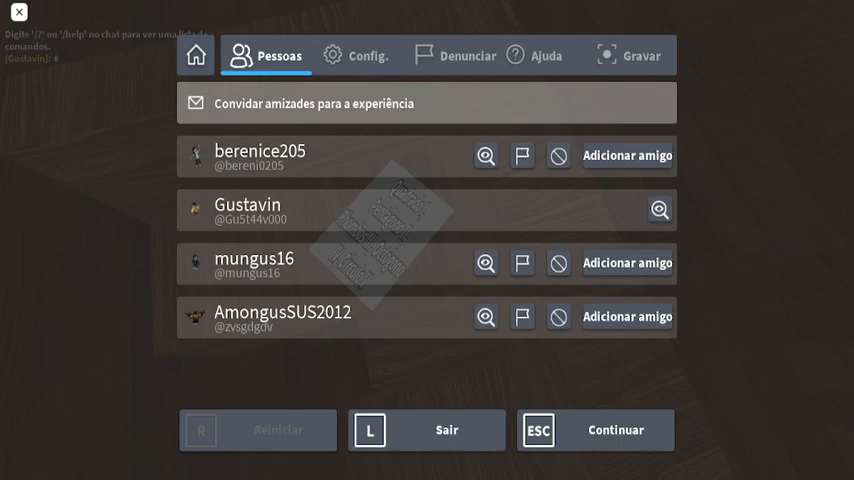 Digite '/?' ou '/help' no chat para ver uma lista de
comandos.
[Gustavin]: #
Pessoas
Config.
Denunciar
Ajuda
Gravar
Convidar amizades para a experiência
berenice205
@bereni0205
Adicionar amigo
Gustavin
@Gu5t44v000
mungus16
@mungus16
Adicionar amigo
AmongusSUS2012
@zvsgdgdv
Adicionar amigo
R Reiniciar
L Sair
ESC Continuar